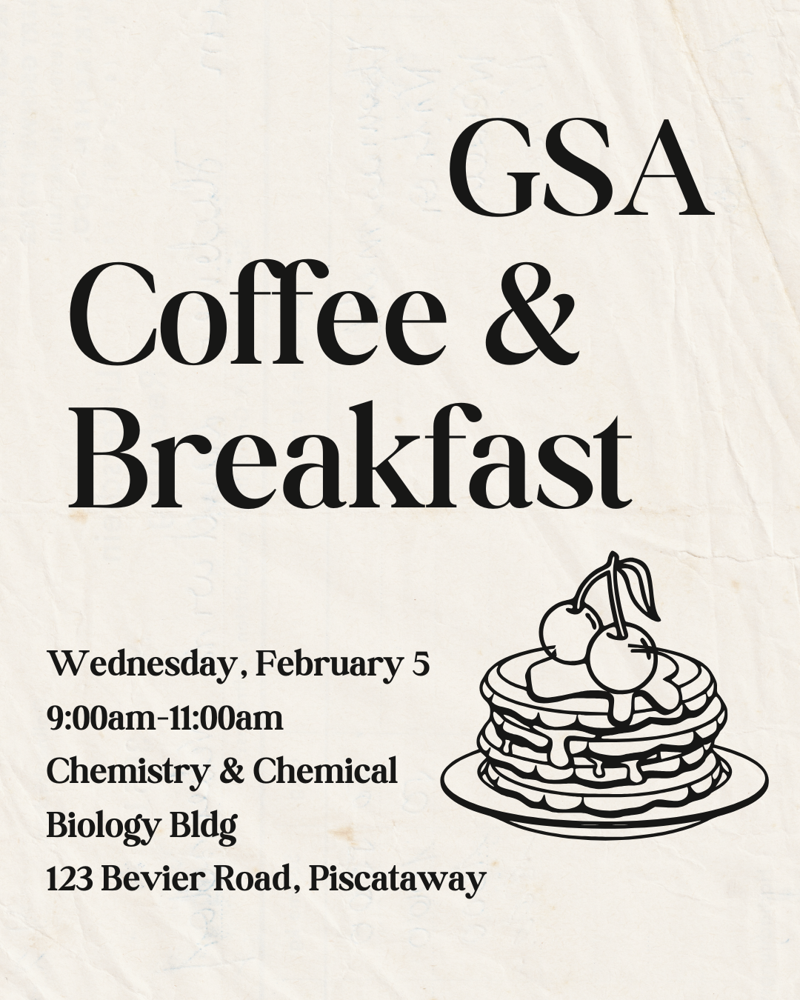 GSA
Coffee &
Breakfast
Wednesday, February 5
9:00am-11:00am
Chemistry & Chemical
Biology Bldg
123 Bevier Road, Piscataway